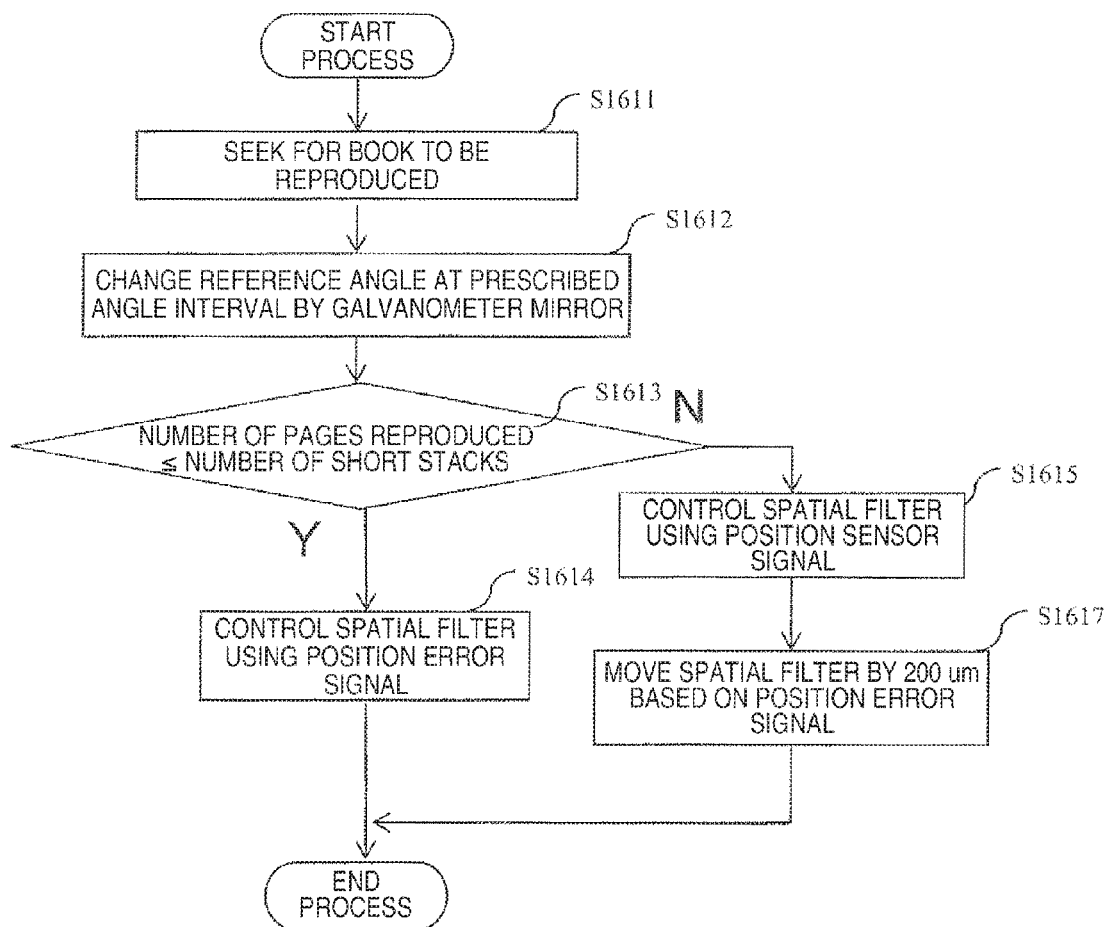 START
PROCESS
S1611
SEEK FOR BOOK TO BE
REPRODUCED
S1612
CHANGE REFERENCE ANGLE AT PRESCRIBED
ANGLE INTERVAL BY GALVANOMETER MIRROR
S1613
N
NUMBER OF PAGES REPRODUCED
≦ NUMBER OF SHORT STACKS
Y
S1615
CONTROL SPATIAL FILTER
USING POSITION SENSOR
SIGNAL
S1614
CONTROL SPATIAL FILTER
USING POSITION ERROR
SIGNAL
S1617
MOVE SPATIAL FILTER BY 200 um
BASED ON POSITION ERROR
SIGNAL
END
PROCESS